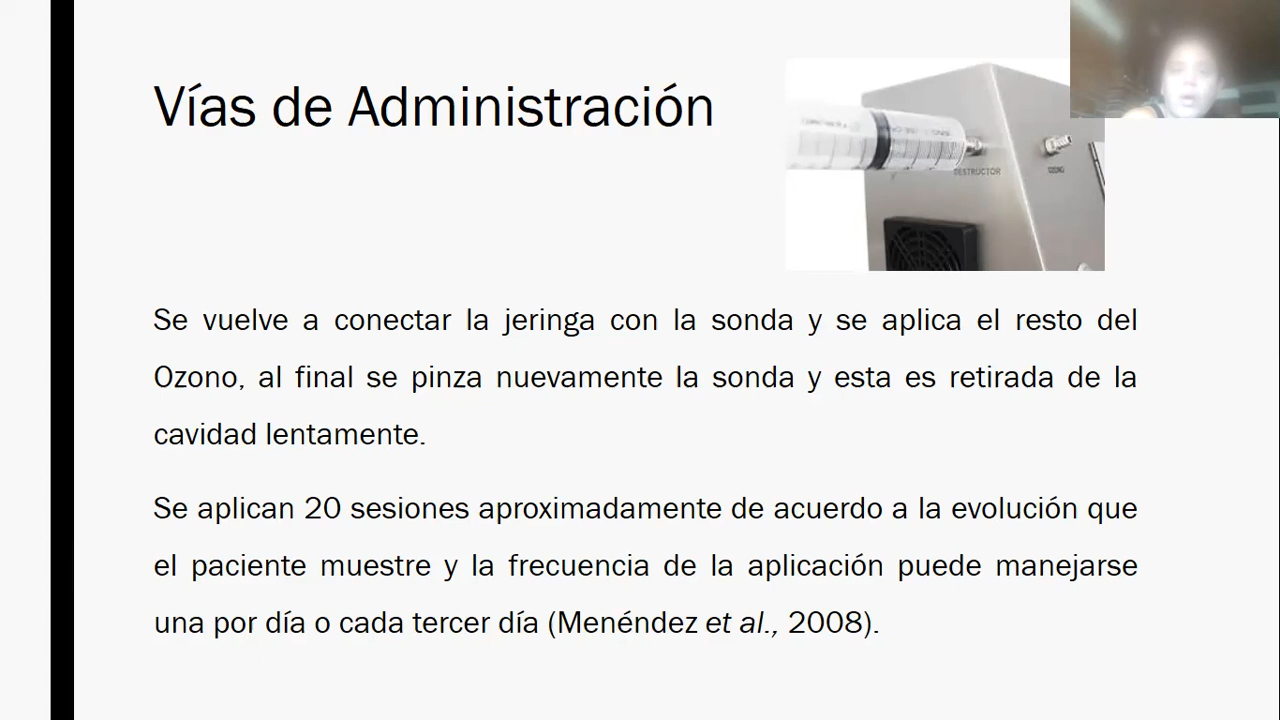 Vías de Administración
DESTRUCTOR
OZONO
Se vuelve a conectar la jeringa con la sonda y se aplica el resto del
Ozono, al final se pinza nuevamente la sonda y esta es retirada de la
cavidad lentamente.
Se aplican 20 sesiones aproximadamente de acuerdo a la evolución que
el paciente muestre y la frecuencia de la aplicación puede manejarse
una por día o cada tercer día (Menéndez et al., 2008).